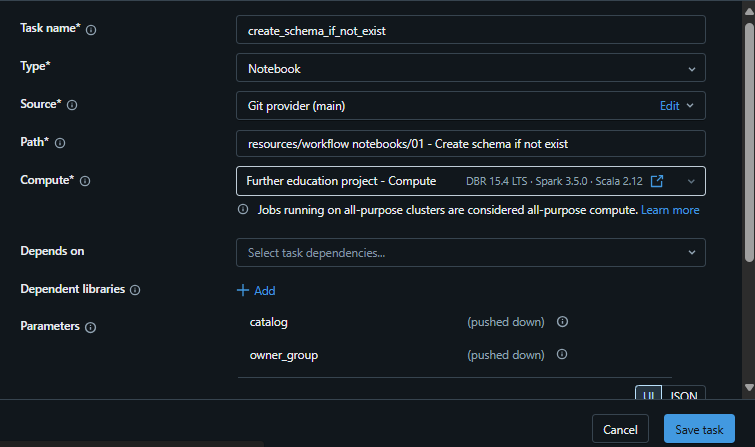 Task name*
create_schema_if_not_exist
Type*
Notebook
Source*
Git provider (main)
Edit
Path*
resources/workflow notebooks/01 - Create schema if not exist
Compute*
Further education project - Compute
DBR 15.4 LTS · Spark 3.5.0 · Scala 2.12
Jobs running on all-purpose clusters are considered all-purpose compute. Learn more
Depends on
Select task dependencies...
Dependent libraries
+ Add
Parameters
catalog (pushed down)
owner_group (pushed down)
UI JSON
Cancel Save task